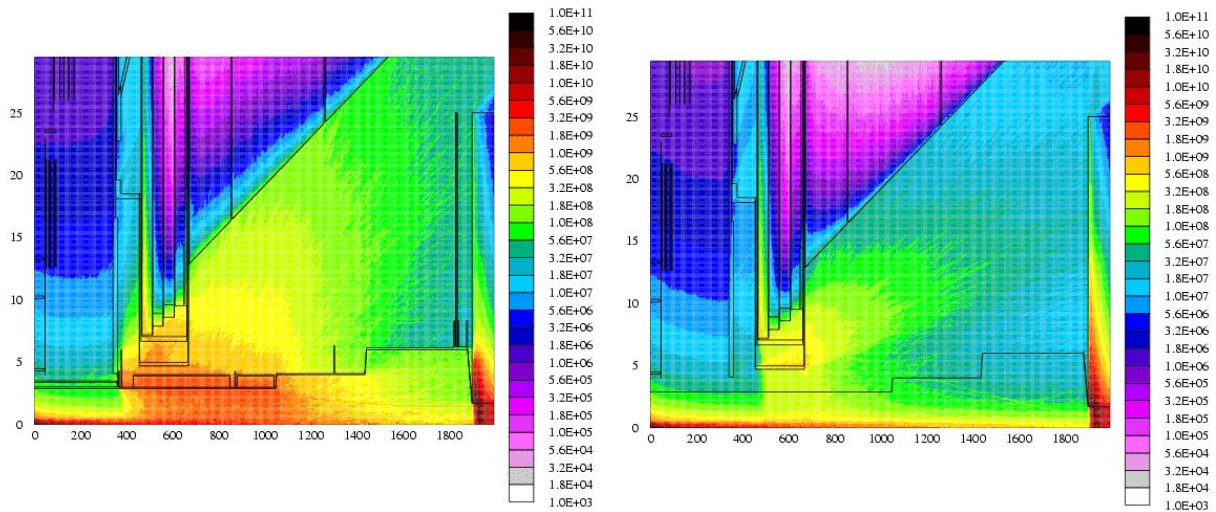 1.0E+11
5.6E+10
3.2E+10
1.8E+10
1.0E+10
5.6E+09
3.2E+09
1.8E+09
1.0E+09
5.6E+08
3.2E+08
1.8E+08
1.0E+08
5.6E+07
3.2E+07
1.8E+07
1.0E+07
5.6E+06
3.2E+06
1.8E+06
1.0E+06
5.6E+05
3.2E+05
1.8E+05
1.0E+05
5.6E+04
3.2E+04
1.8E+04
1.0E+03
25
20
15
10
5
0
0 200 400 600 800 1000 1200 1400 1600 1800
1.0E+11
5.6E+10
3.2E+10
1.8E+10
1.0E+10
5.6E+09
3.2E+09
1.8E+09
1.0E+09
5.6E+08
3.2E+08
1.8E+08
1.0E+08
5.6E+07
3.2E+07
1.8E+07
1.0E+07
5.6E+06
3.2E+06
1.8E+06
1.0E+06
5.6E+05
3.2E+05
1.8E+05
1.0E+05
5.6E+04
3.2E+04
1.8E+04
1.0E+03
25
20
15
10
5
0
0 200 400 600 800 1000 1200 1400 1600 1800